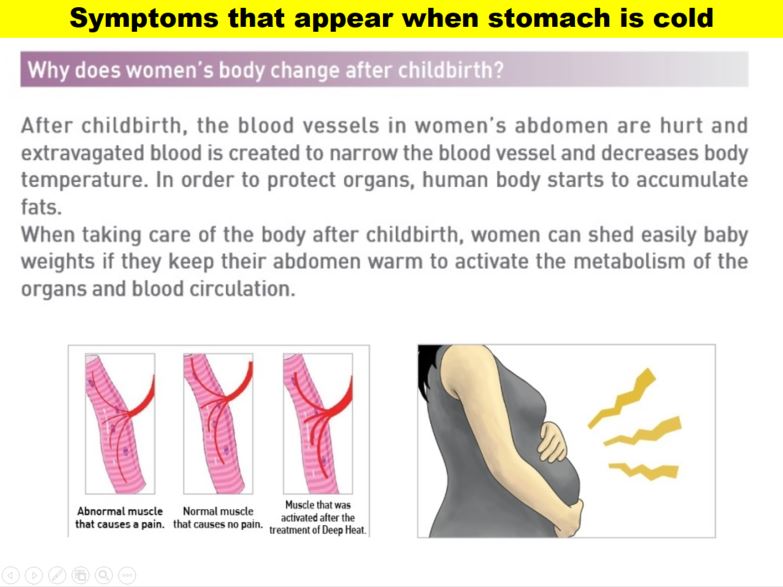 Symptoms that appear when stomach is cold
Why does women's body change after childbirth?
After childbirth, the blood vessels in women's abdomen are hurt and
extravagated blood is created to narrow the blood vessel and decreases body
temperature. In order to protect organs, human body starts to accumulate
fats.
When taking care of the body after childbirth, women can shed easily baby
weights if they keep their abdomen warm to activate the metabolism of the
organs and blood circulation.
Abnormal muscle
that causes a pain.
Normal muscle
that causes no pain.
Muscle that was
activated after the
treatment of Deep Heat.